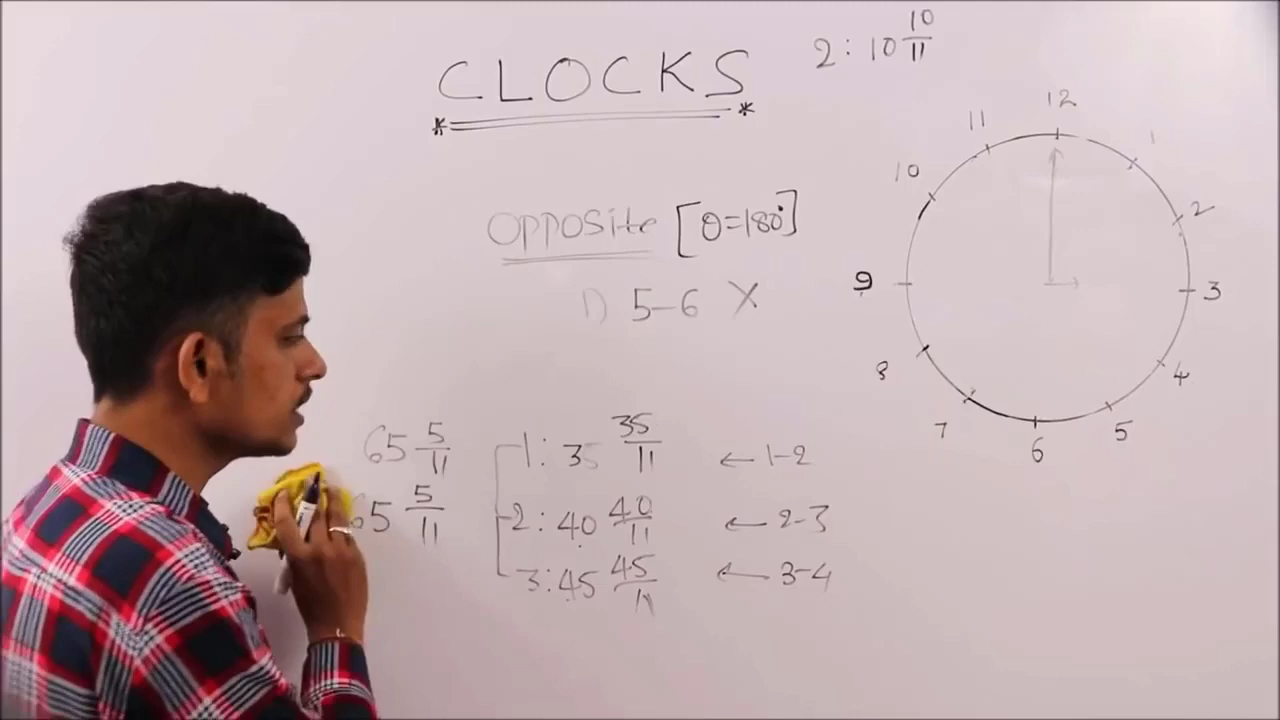 2 : 10 10/11
CLOCKS
OPPOSite [θ=180°]
1) 5-6 X
12
1
2
3
4
5
6
7
8
9
10
11
65 5/11
65 5/11
1 : 35 35/11 ← 1-2
2 : 40 40/11 ← 2-3
3 : 45 45/11 ← 3-4